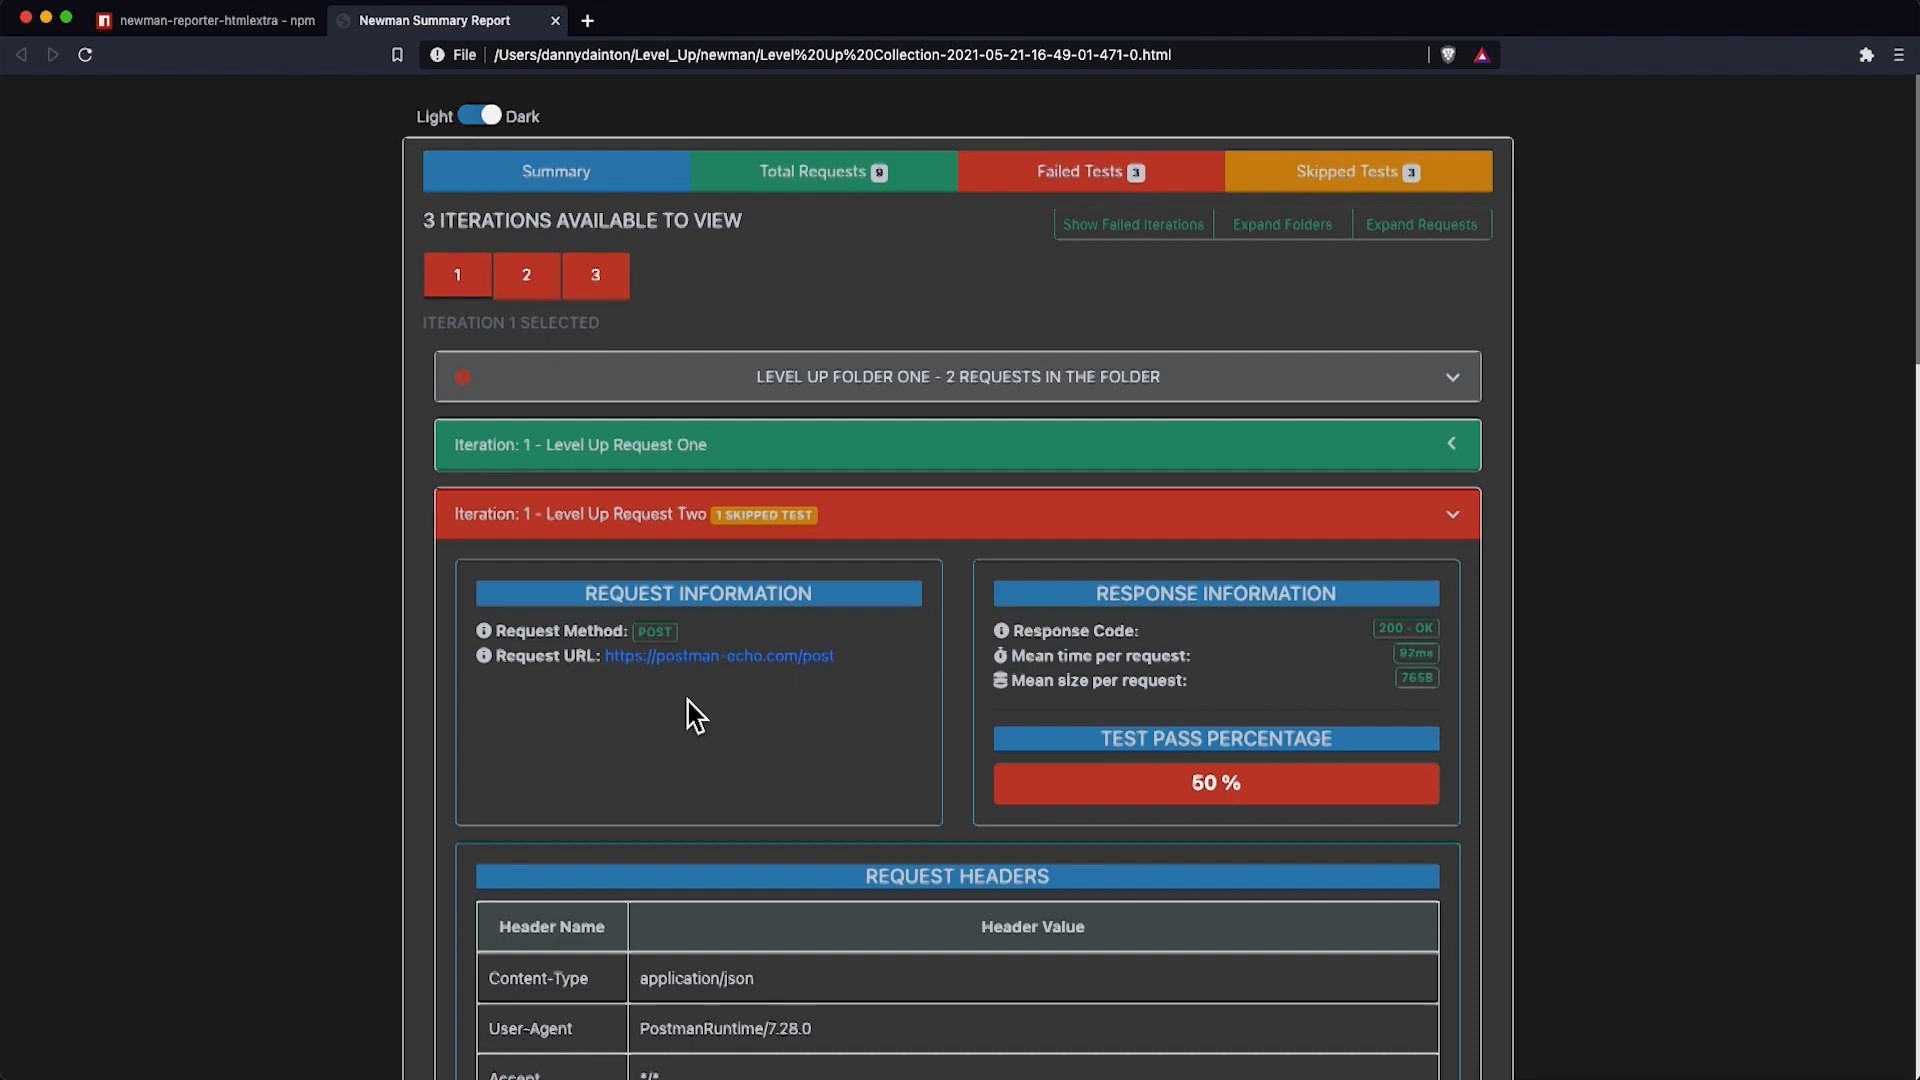 newman-reporter-htmlextra - npm
Newman Summary Report
File
/Users/dannydainton/Level_Up/newman/Level%20Up%20Collection-2021-05-21-16-49-01-471-0.html
Light Dark
Summary
Total Requests 9
Failed Tests 3
Skipped Tests 3
3 ITERATIONS AVAILABLE TO VIEW
Show Failed Iterations
Expand Folders
Expand Requests
1
2
3
ITERATION 1 SELECTED
LEVEL UP FOLDER ONE - 2 REQUESTS IN THE FOLDER
Iteration: 1 - Level Up Request One
Iteration: 1 - Level Up Request Two 1 SKIPPED TEST
REQUEST INFORMATION
Request Method: POST
Request URL: https://postman-echo.com/post
RESPONSE INFORMATION
Response Code: 200 - OK
Mean time per request: 92ms
Mean size per request: 765B
TEST PASS PERCENTAGE
50 %
REQUEST HEADERS
Header Name Header Value
Content-Type application/json
User-Agent PostmanRuntime/7.28.0
Accept */*